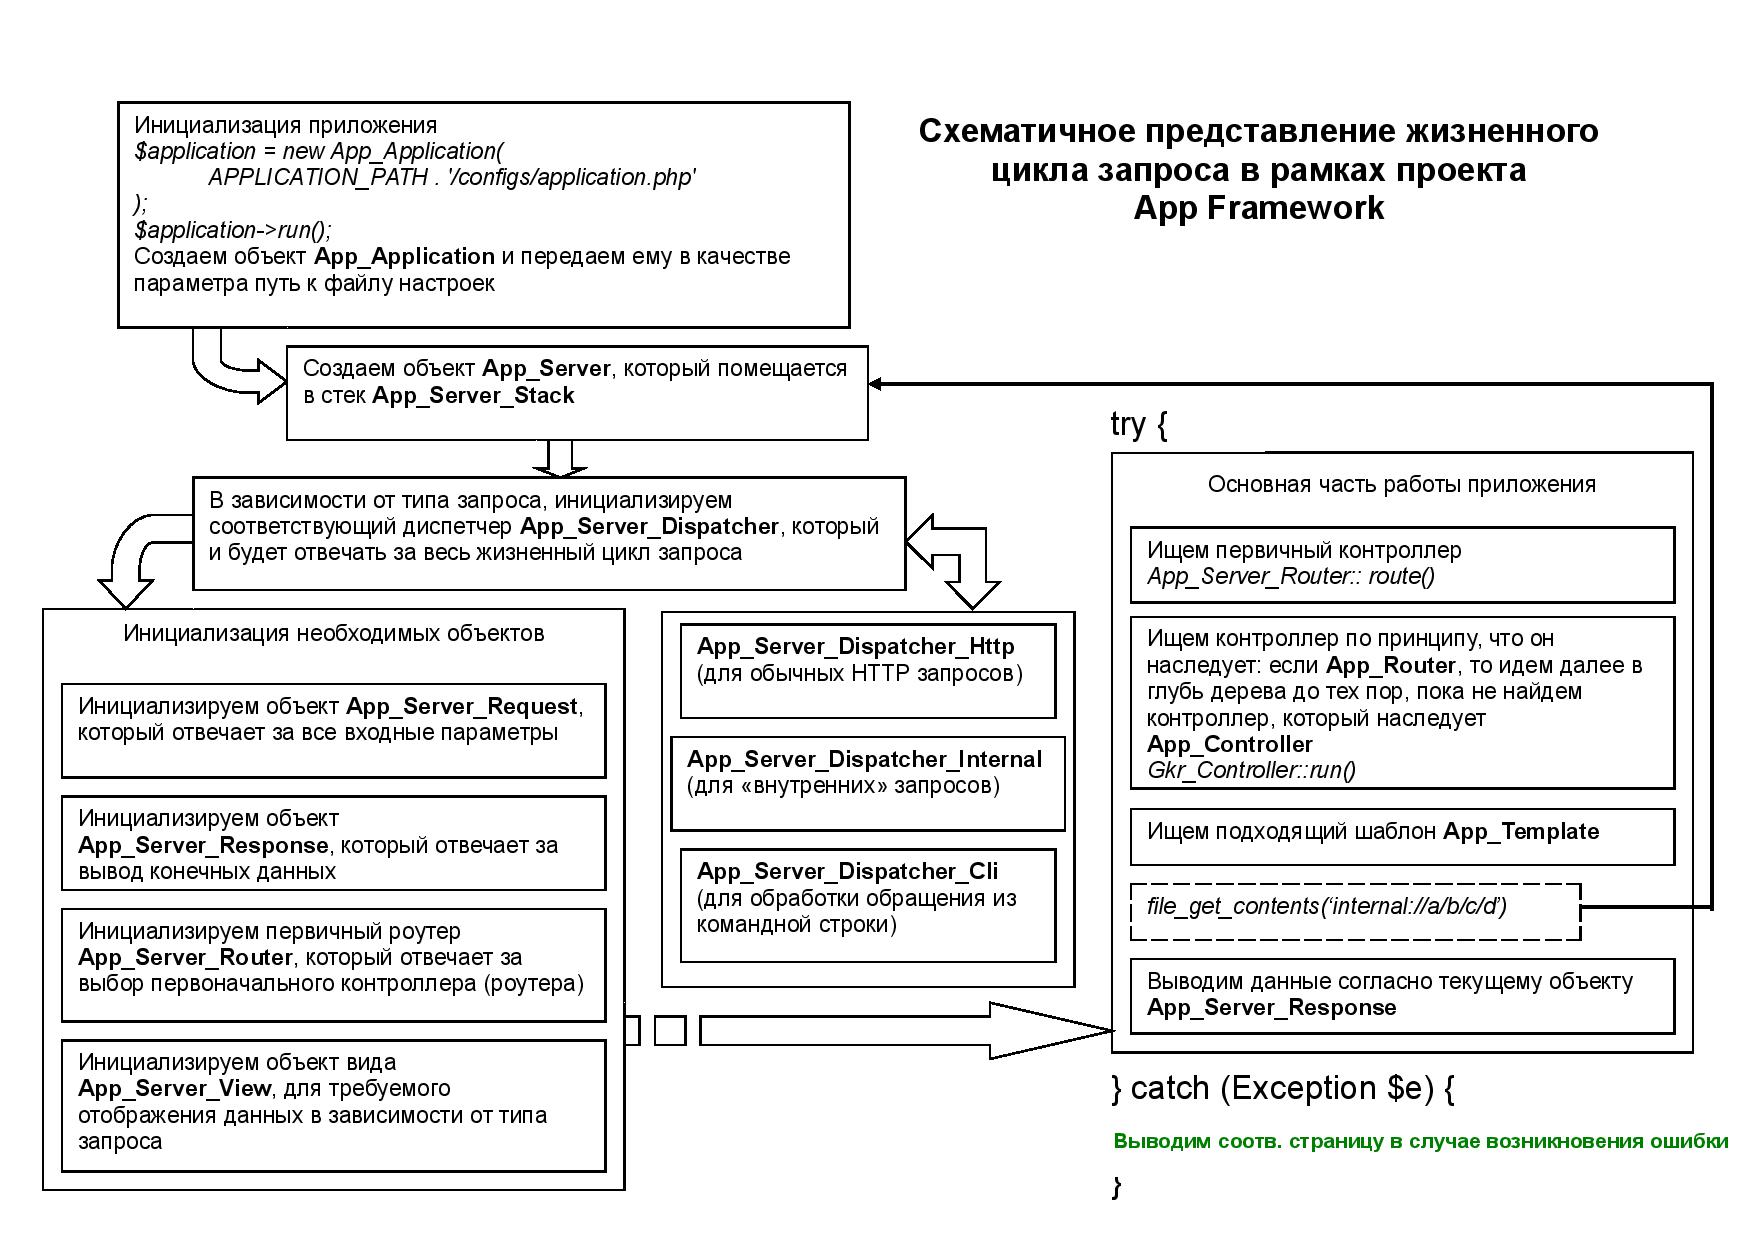 Схематичное представление жизненного
цикла запроса в рамках проекта
App Framework
Инициализация приложения
$application = new App_Application(
APPLICATION_PATH . '/configs/application.php'
);
$application->run();
Создаем объект App_Application и передаем ему в качестве
параметра путь к файлу настроек
Создаем объект App_Server, который помещается
в стек App_Server_Stack
В зависимости от типа запроса, инициализируем
соответствующий диспетчер App_Server_Dispatcher, который
и будет отвечать за весь жизненный цикл запроса
Инициализация необходимых объектов
Инициализируем объект App_Server_Request,
который отвечает за все входные параметры
Инициализируем объект
App_Server_Response, который отвечает за
вывод конечных данных
Инициализируем первичный роутер
App_Server_Router, который отвечает за
выбор первоначального контроллера (роутера)
Инициализируем объект вида
App_Server_View, для требуемого
отображения данных в зависимости от типа
запроса
App_Server_Dispatcher_Http
(для обычных HTTP запросов)
App_Server_Dispatcher_Internal
(для «внутренних» запросов)
App_Server_Dispatcher_Cli
(для обработки обращения из
командной строки)
try {
Основная часть работы приложения
Ищем первичный контроллер
App_Server_Router:: route()
Ищем контроллер по принципу, что он
наследует: если App_Router, то идем далее в
глубь дерева до тех пор, пока не найдем
контроллер, который наследует
App_Controller
Gkr_Controller::run()
Ищем подходящий шаблон App_Template
file_get_contents(‘internal://a/b/c/d’)
Выводим данные согласно текущему объекту
App_Server_Response
} catch (Exception $e) {
Выводим соотв. страницу в случае возникновения ошибки
}